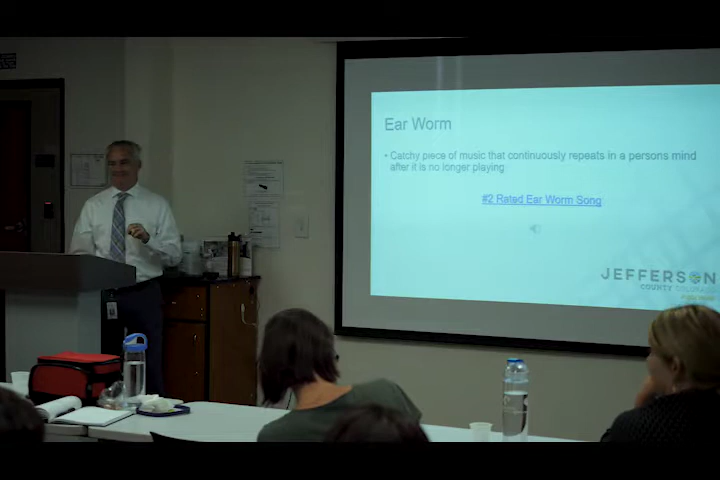 Ear Worm
• Catchy piece of music that continuously repeats in a persons mind
after it is no longer playing
#2 Rated Ear Worm Song
JEFFERSON
COUNTY COLORADO